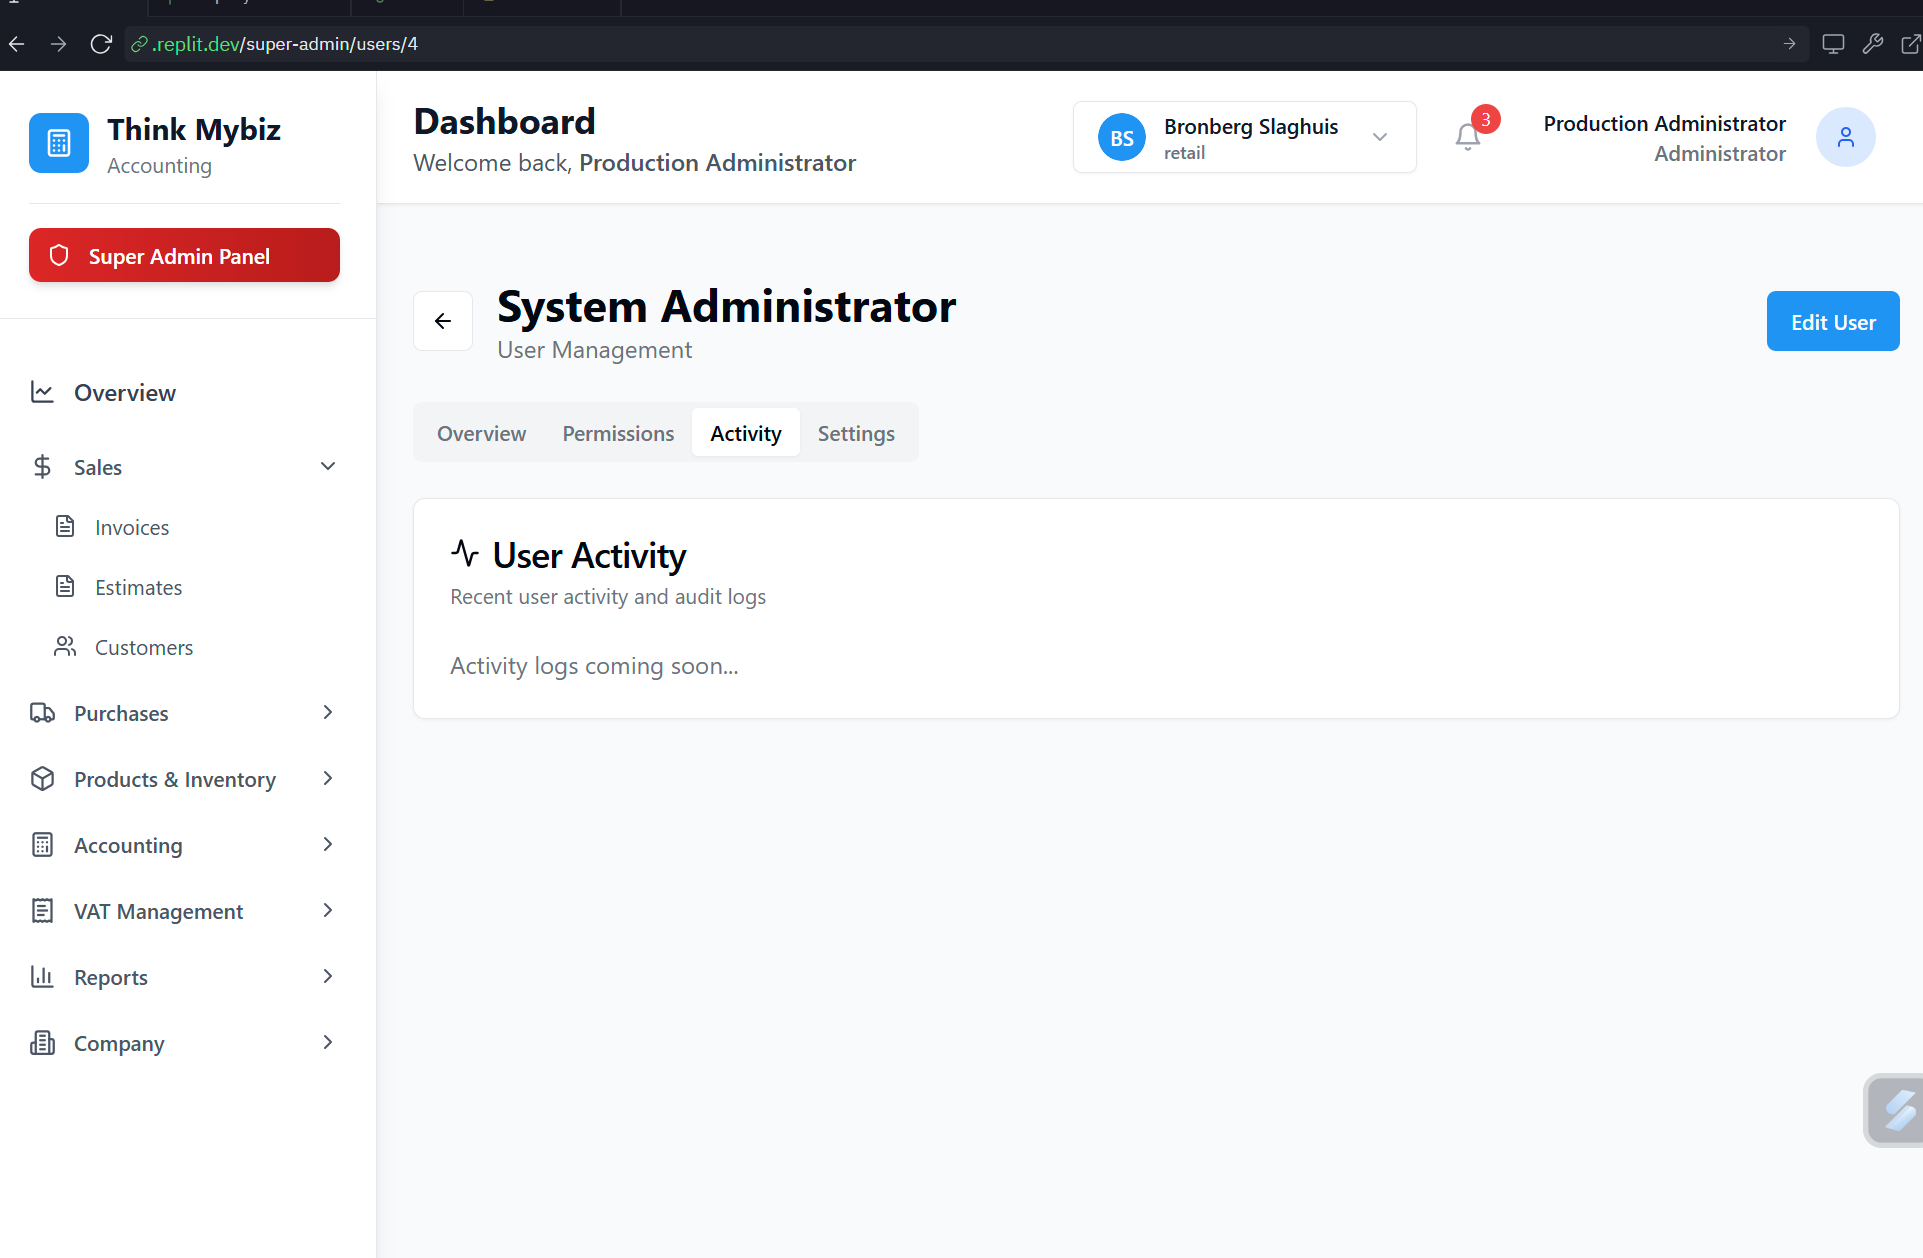 .replit.dev/super-admin/users/4
Think Mybiz
Accounting
Super Admin Panel
Overview
Sales
Invoices
Estimates
Customers
Purchases
Products & Inventory
Accounting
VAT Management
Reports
Company
Dashboard
Welcome back, Production Administrator
BS
Bronberg Slaghuis
retail
3
Production Administrator
Administrator
System Administrator
User Management
Edit User
Overview
Permissions
Activity
Settings
User Activity
Recent user activity and audit logs
Activity logs coming soon...